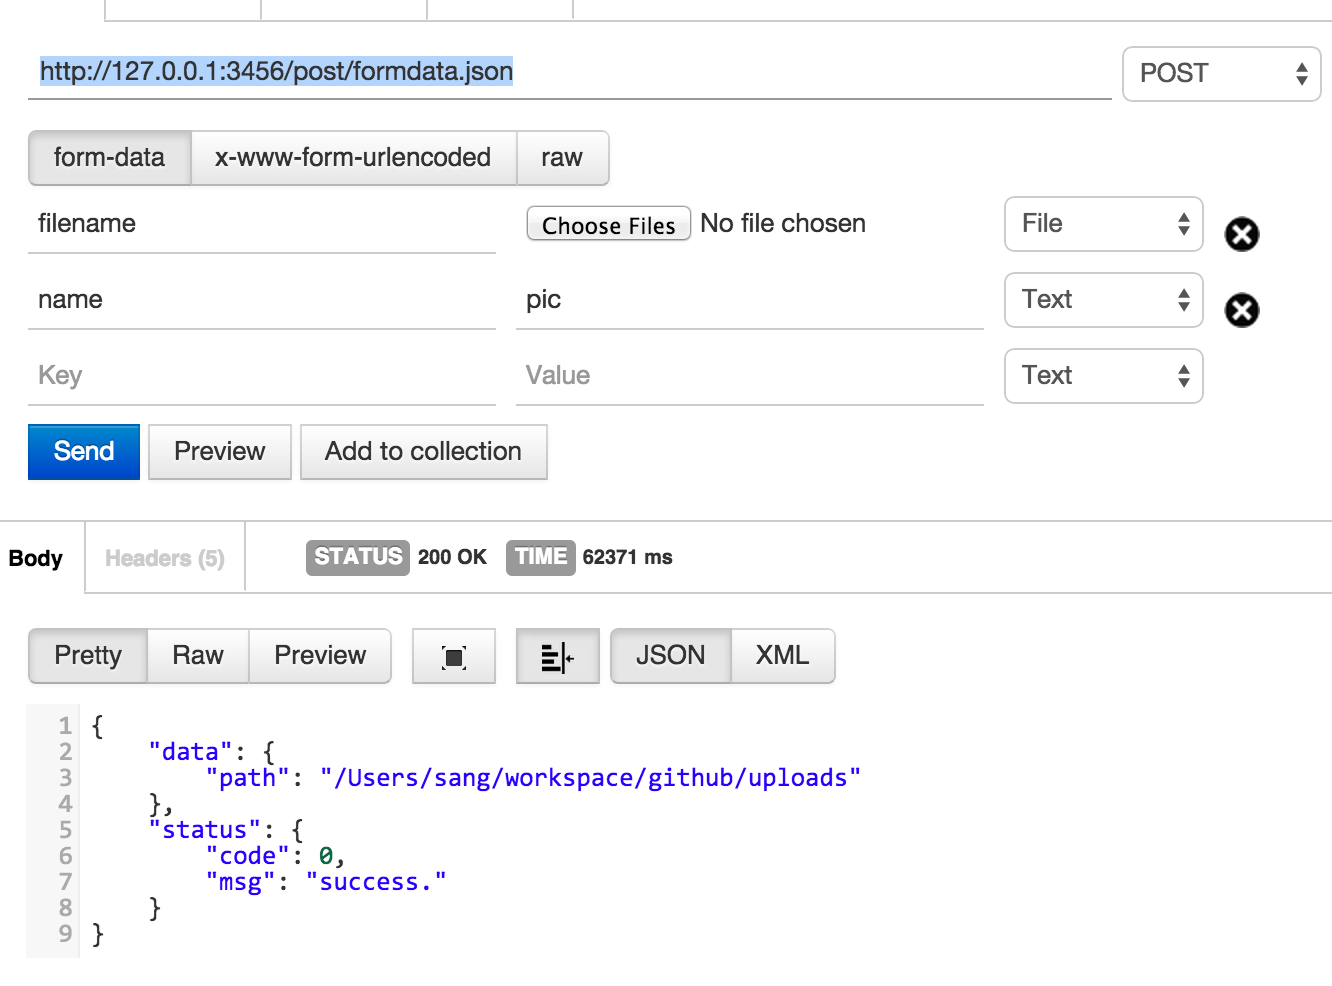 http://127.0.0.1:3456/post/formdata.json POST
form-data x-www-form-urlencoded raw
filename Choose Files No file chosen File
name pic Text
Key Value Text
Send Preview Add to collection
Body Headers (5) STATUS 200 OK TIME 62371 ms
Pretty Raw Preview JSON XML
1 {
2 "data": {
3 "path": "/Users/sang/workspace/github/uploads"
4 },
5 "status": {
6 "code": 0,
7 "msg": "success."
8 }
9 }